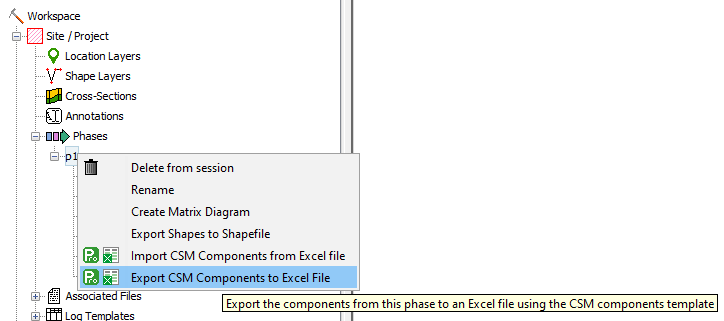 Workspace
Site / Project
Location Layers
Shape Layers
Cross-Sections
Annotations
Phases
p1
Delete from session
Rename
Create Matrix Diagram
Export Shapes to Shapefile
Import CSM Components from Excel file
Export CSM Components to Excel File
Associated Files
Export the components from this phase to an Excel file using the CSM components template
Log Templates